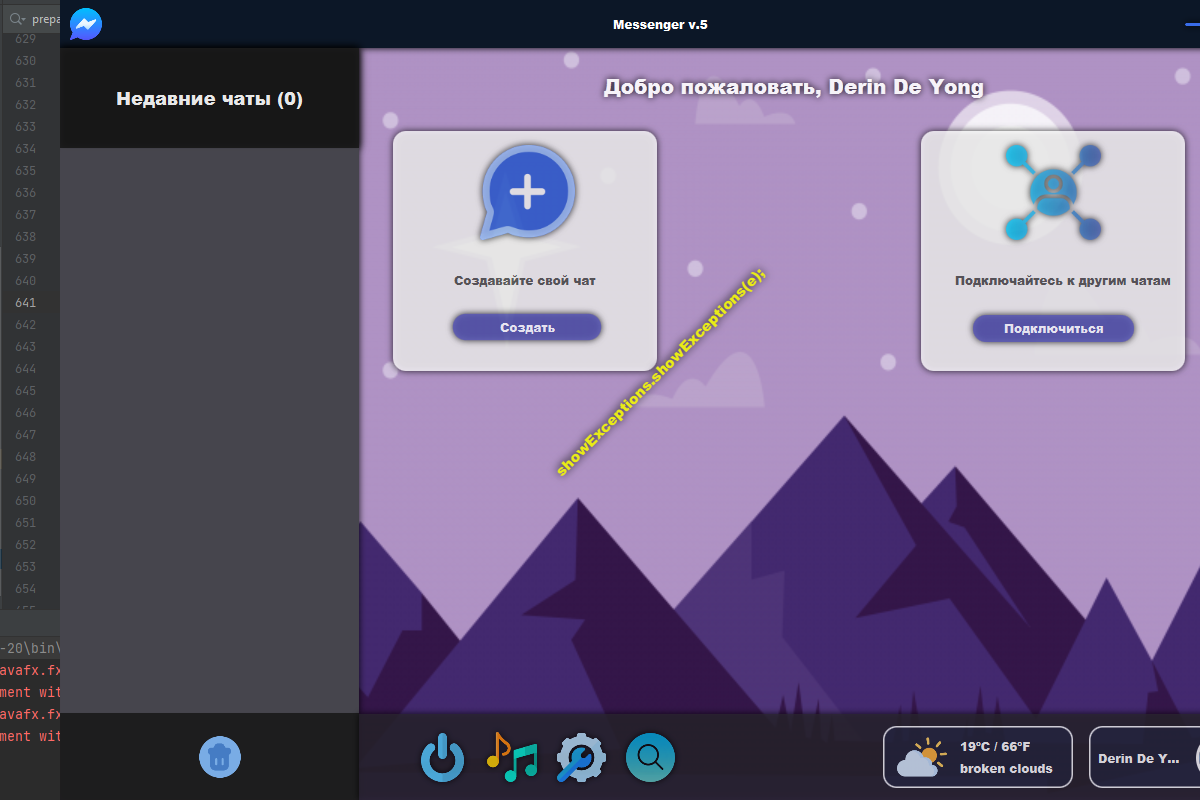 prepa
Messenger v.5
629
630
631
632
633
634
635
636
637
638
639
640
641
642
643
644
645
646
647
648
649
650
651
652
653
654
Недавние чаты (0)
Добро пожаловать, Derin De Yong
Создавайте свой чат
Создать
Подключайтесь к другим чатам
Подключиться
showExceptions.showExceptions(e);
-20\bin\
avafx.fx
ment wit
avafx.fx
ment wit
19°C / 66°F
broken clouds
Derin De Y...